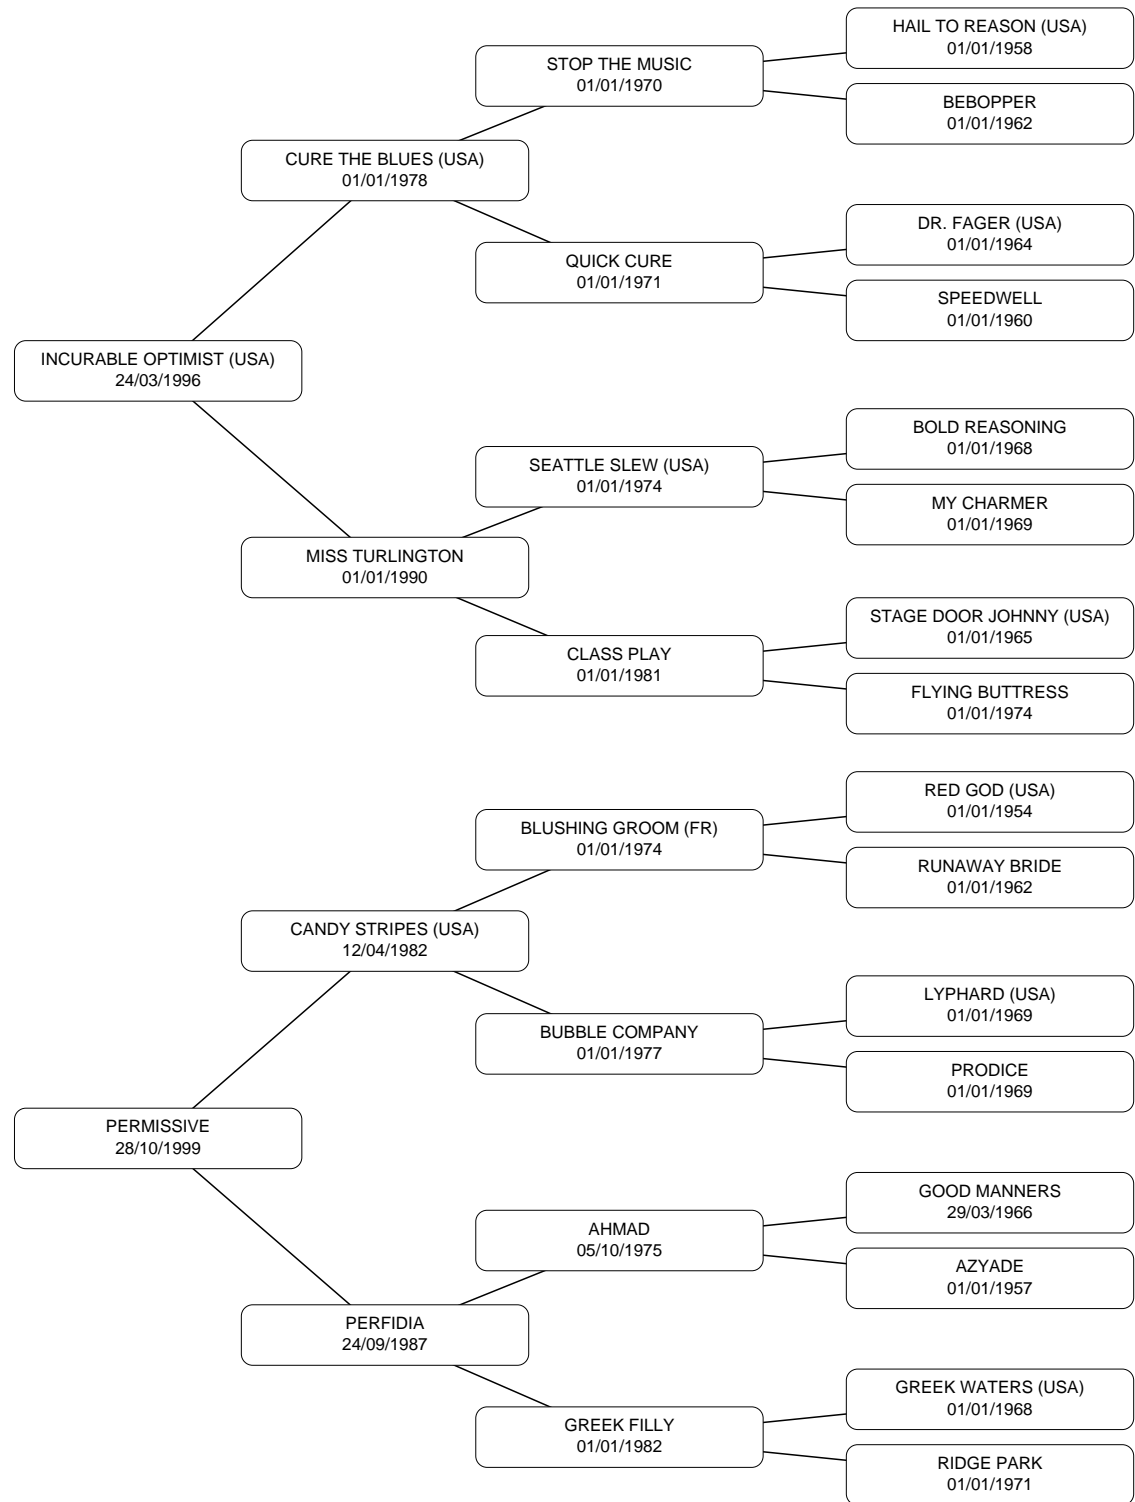 HAIL TO REASON (USA)
01/01/1958
STOP THE MUSIC
01/01/1970
BEBOPPER
01/01/1962
CURE THE BLUES (USA)
01/01/1978
DR. FAGER (USA)
01/01/1964
QUICK CURE
01/01/1971
SPEEDWELL
01/01/1960
INCURABLE OPTIMIST (USA)
24/03/1996
BOLD REASONING
01/01/1968
SEATTLE SLEW (USA)
01/01/1974
MY CHARMER
01/01/1969
MISS TURLINGTON
01/01/1990
STAGE DOOR JOHNNY (USA)
01/01/1965
CLASS PLAY
01/01/1981
FLYING BUTTRESS
01/01/1974
RED GOD (USA)
01/01/1954
BLUSHING GROOM (FR)
01/01/1974
RUNAWAY BRIDE
01/01/1962
CANDY STRIPES (USA)
12/04/1982
LYPHARD (USA)
01/01/1969
BUBBLE COMPANY
01/01/1977
PRODICE
01/01/1969
PERMISSIVE
28/10/1999
GOOD MANNERS
29/03/1966
AHMAD
05/10/1975
AZYADE
01/01/1957
PERFIDIA
24/09/1987
GREEK WATERS (USA)
01/01/1968
GREEK FILLY
01/01/1982
RIDGE PARK
01/01/1971